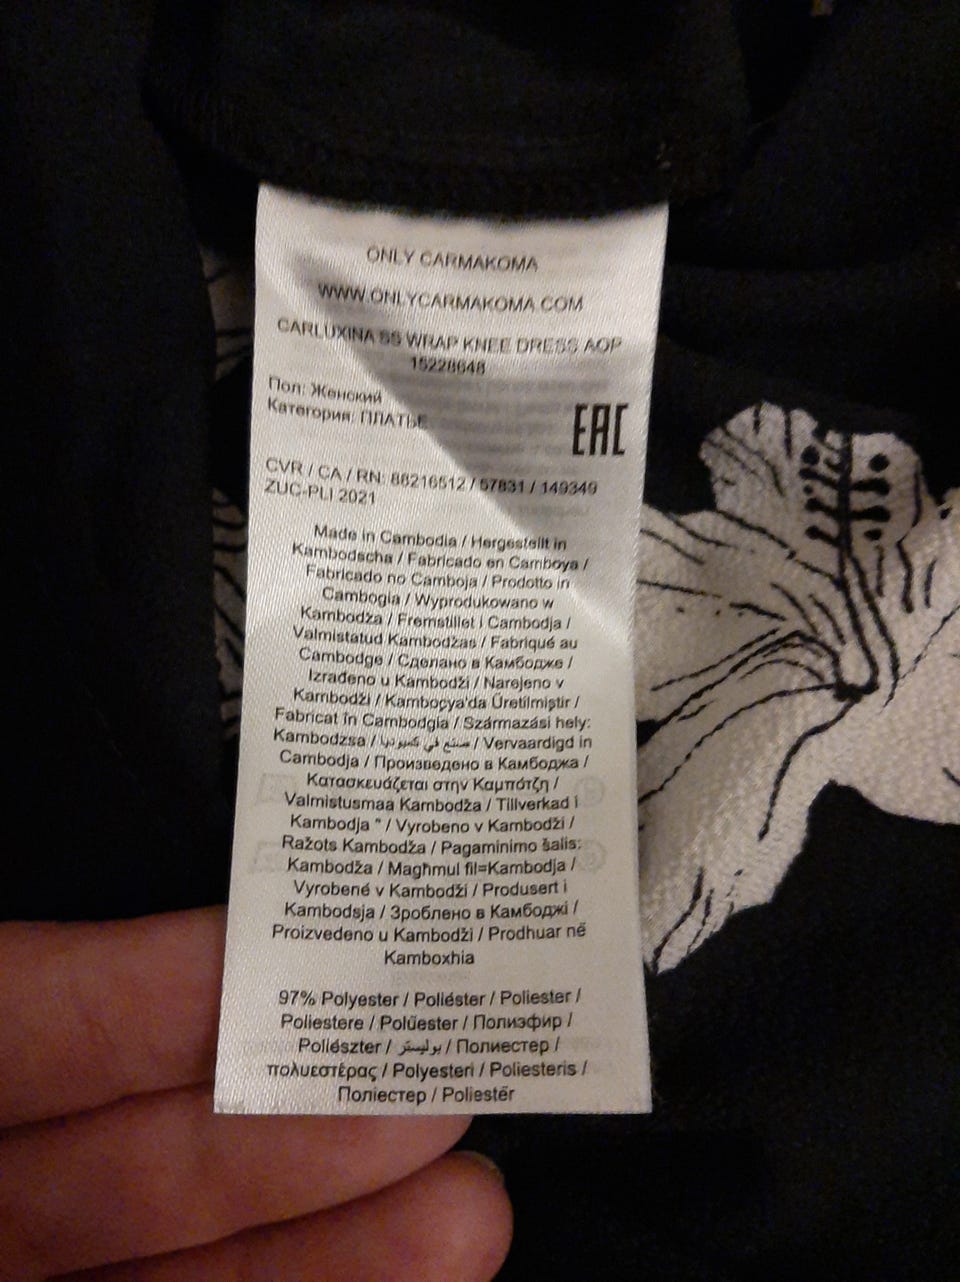 ONLY CARMAKOMA
WWW.ONLYCARMAKOMA.COM
CARLUXINA SS WRAP KNEE DRESS AOP
15228648
Пол: Женский
Категория: ПЛАТЬЕ
EAC
CVR / CA / RN: 88216512 / 57831 / 149349
ZUC-PLI 2021
Made in Cambodia / Hergestellt in
Kambodscha / Fabricado en Camboya /
Fabricado no Camboja / Prodotto in
Cambogia / Wyprodukowano w
Kambodża / Fremstillet i Cambodja /
Valmistatud Kambodžas / Fabriqué au
Cambodge / Сделано в Камбодже /
Izrađeno u Kambodži / Narejeno v
Kambodži / Kamboçya'da Üretilmiştir /
Fabricat în Cambodgia / Származási hely:
Kambodzsa / صنع في كمبوديا / Vervaardigd in
Cambodja / Произведено в Камбоджа /
Κατασκευάζεται στην Καμπότζη /
Valmistusmaa Kambodža / Tillverkad i
Kambodja " / Vyrobeno v Kambodži /
Ražots Kambodža / Pagaminimo šalis:
Kambodža / Magħmul fil=Kambodja /
Vyrobené v Kambodži / Produsert i
Kambodsja / Зроблено в Камбоджі /
Proizvedeno u Kambodži / Prodhuar në
Kamboxhia
97% Polyester / Poliéster / Poliester /
Poliestere / Polüester / Полиэфир /
Poliészter / بوليستر / Полиестер /
πολυεστέρας / Polyesteri / Poliesteris /
Поліестер / Poliestër